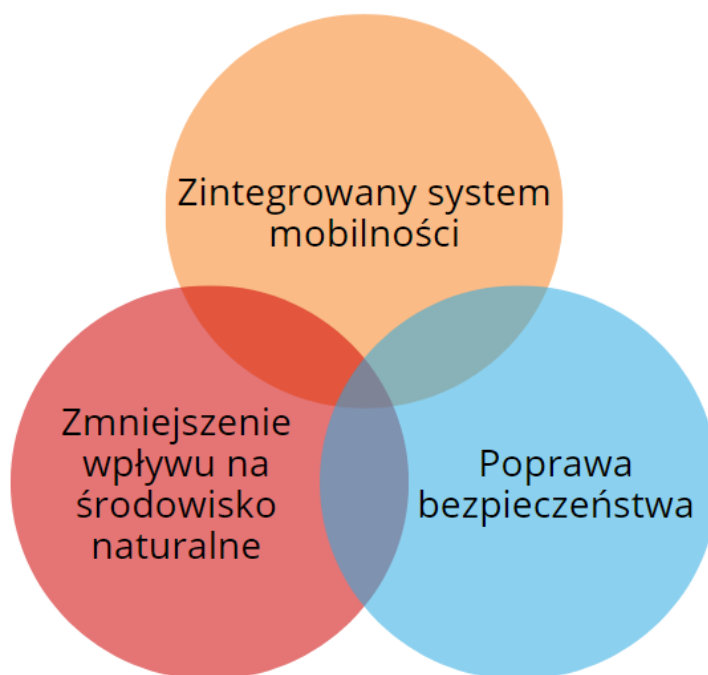 Zintegrowany system
mobilności
Zmniejszenie
wpływu na
środowisko
naturalne
Poprawa
bezpieczeństwa